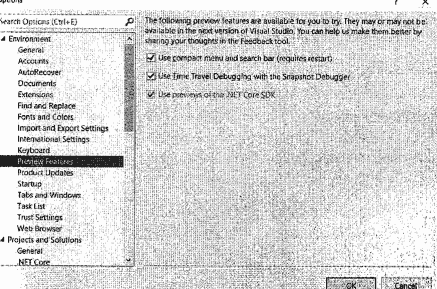 Options
? ×
Search Options (Ctrl+E)
Environment
General
Accounts
AutoRecover
Documents
Extensions
Find and Replace
Fonts and Colors
Import and Export Settings
International Settings
Keyboard
Preview Features
Product Updates
Startup
Tabs and Windows
Task List
Trust Settings
Web Browser
Projects and Solutions
General
.NET Core
The following preview features are available for you to try. They may or may not be
available in the next version of Visual Studio. You can help us make them better by
sharing your thoughts in the Feedback tool.
Use compact menu and search bar (requires restart)
Use Time Travel Debugging with the Snapshot Debugger
Use previews of the .NET Core SDK
OK
Cancel